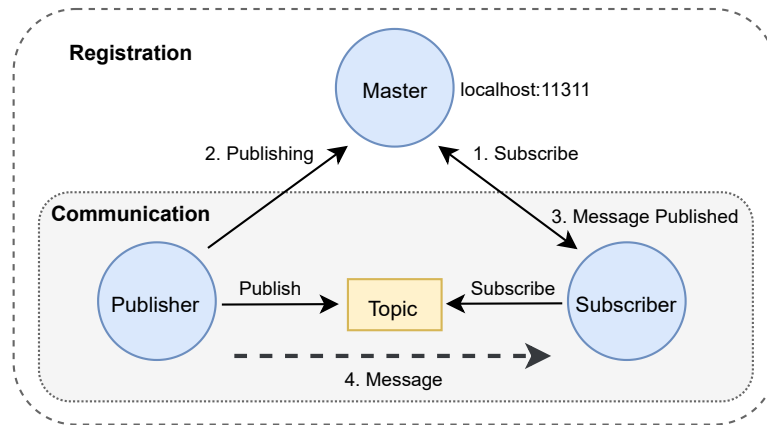 Registration
Master
localhost:11311
2. Publishing
1. Subscribe
Communication
3. Message Published
Publisher
Publish
Topic
Subscribe
Subscriber
4. Message